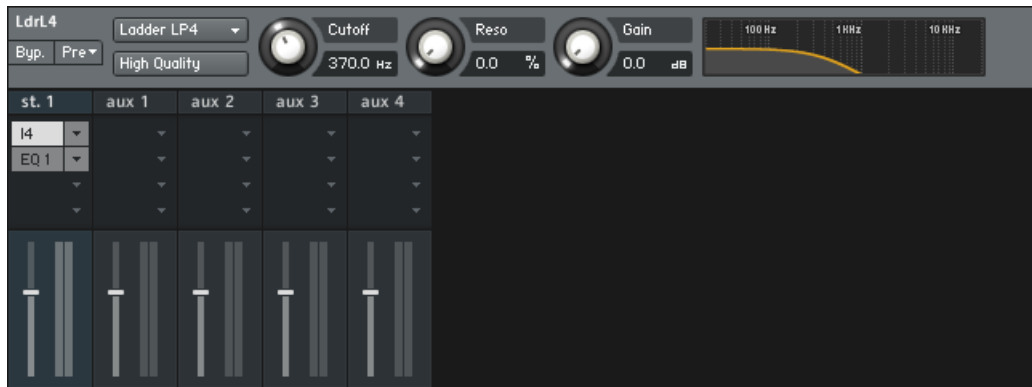 LdrL4
Byp. Pre
Ladder LP4
High Quality
Cutoff
370.0 Hz
Reso
0.0 %
Gain
0.0 dB
100 Hz 1 KHz 10 KHz
st. 1 aux 1 aux 2 aux 3 aux 4
l4
EQ 1